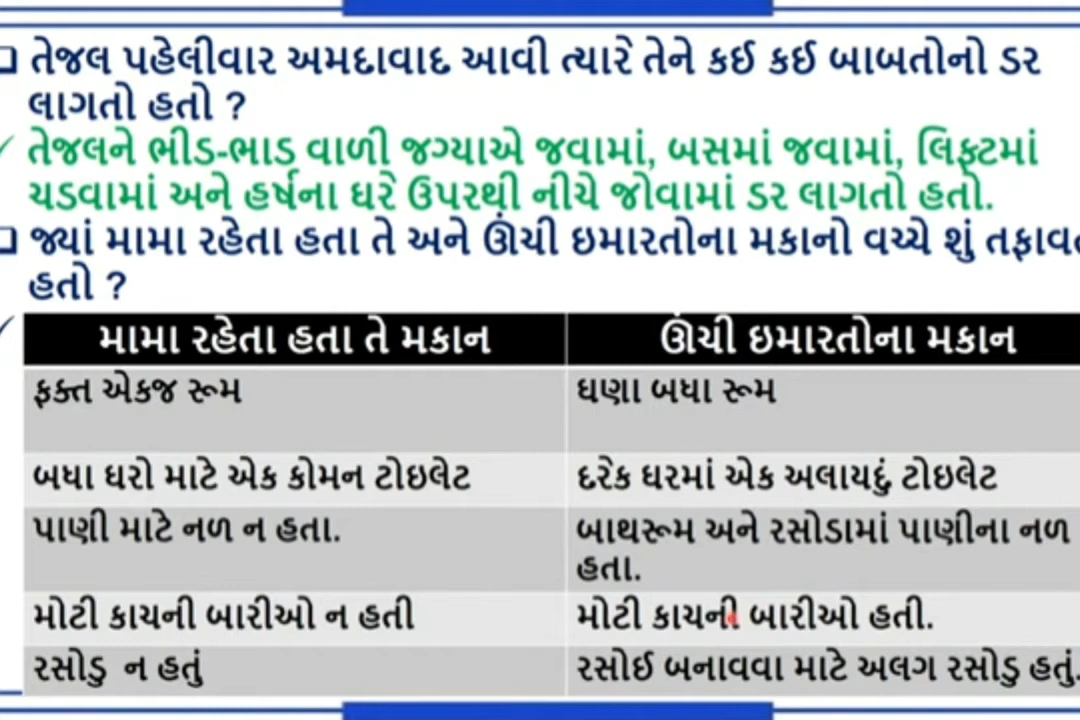 તેજલ પહેલીવાર અમદાવાદ આવી ત્યારે તેને કઈ કઈ બાબતોનો ડર
લાગતો હતો ?
તેજલને ભીડ-ભાડ વાળી જગ્યાએ જવામાં, બસમાં જવામાં, લિફ્ટમાં
ચડવામાં અને હર્ષના ઘરે ઉપરથી નીચે જોવામાં ડર લાગતો હતો.
જ્યાં મામા રહેતા હતા તે અને ઊંચી ઇમારતોના મકાનો વચ્ચે શું તફાવત
હતો ?
મામા રહેતા હતા તે મકાન ઊંચી ઇમારતોના મકાન
ફક્ત એકજ રૂમ ઘણા બધા રૂમ
બધા ઘરો માટે એક કોમન ટોઇલેટ દરેક ઘરમાં એક અલાયદું ટોઇલેટ
પાણી માટે નળ ન હતા. બાથરૂમ અને રસોડામાં પાણીના નળ
હતા.
મોટી કાચની બારીઓ ન હતી મોટી કાચની બારીઓ હતી.
રસોડુ ન હતું રસોઈ બનાવવા માટે અલગ રસોડુ હતું.